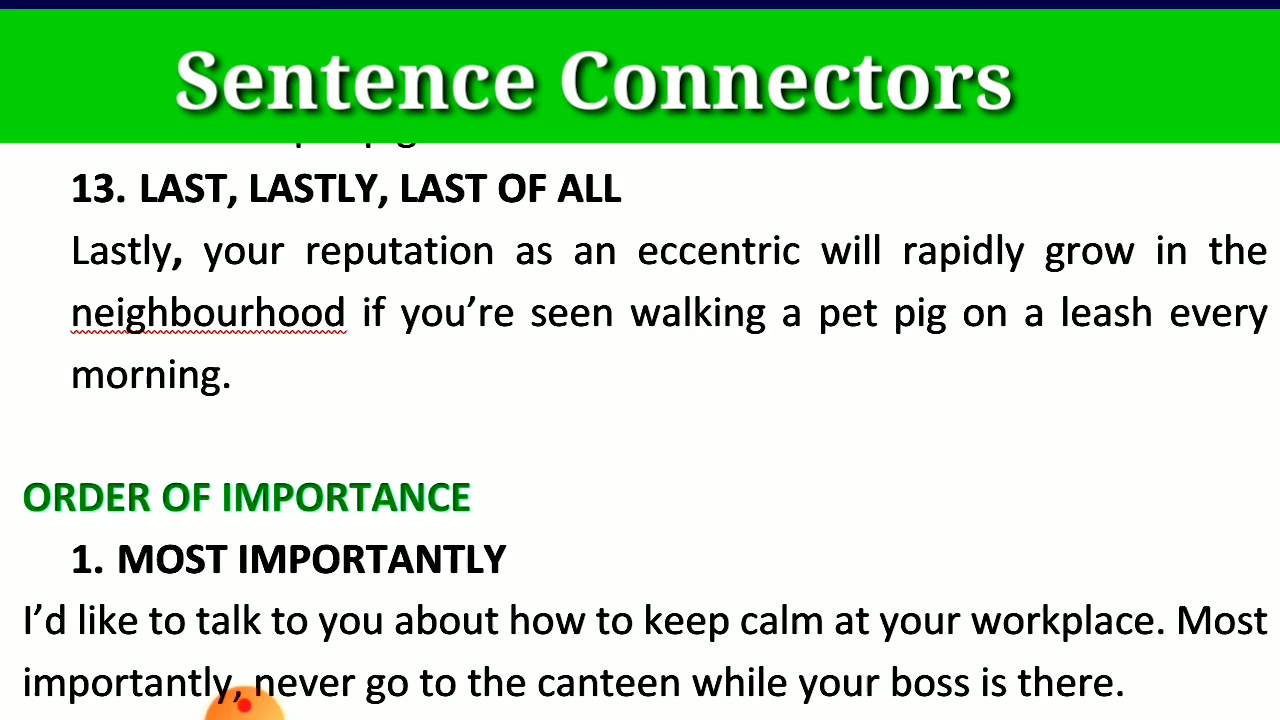 Sentence Connectors
13. LAST, LASTLY, LAST OF ALL
Lastly, your reputation as an eccentric will rapidly grow in the
neighbourhood if you’re seen walking a pet pig on a leash every
morning.
ORDER OF IMPORTANCE
1. MOST IMPORTANTLY
I’d like to talk to you about how to keep calm at your workplace. Most
importantly, never go to the canteen while your boss is there.